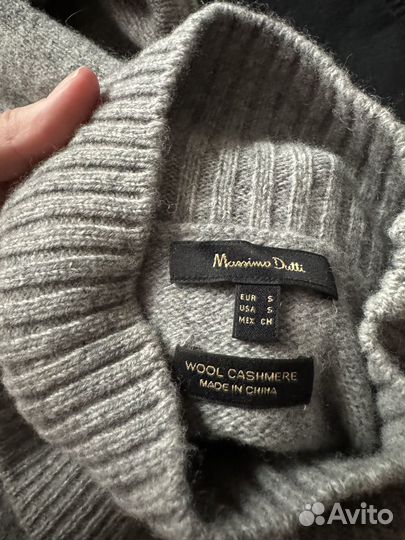 Massimo Dutti
EUR S
USA S
MEX CH
WOOL CASHMERE
MADE IN CHINA
Avito